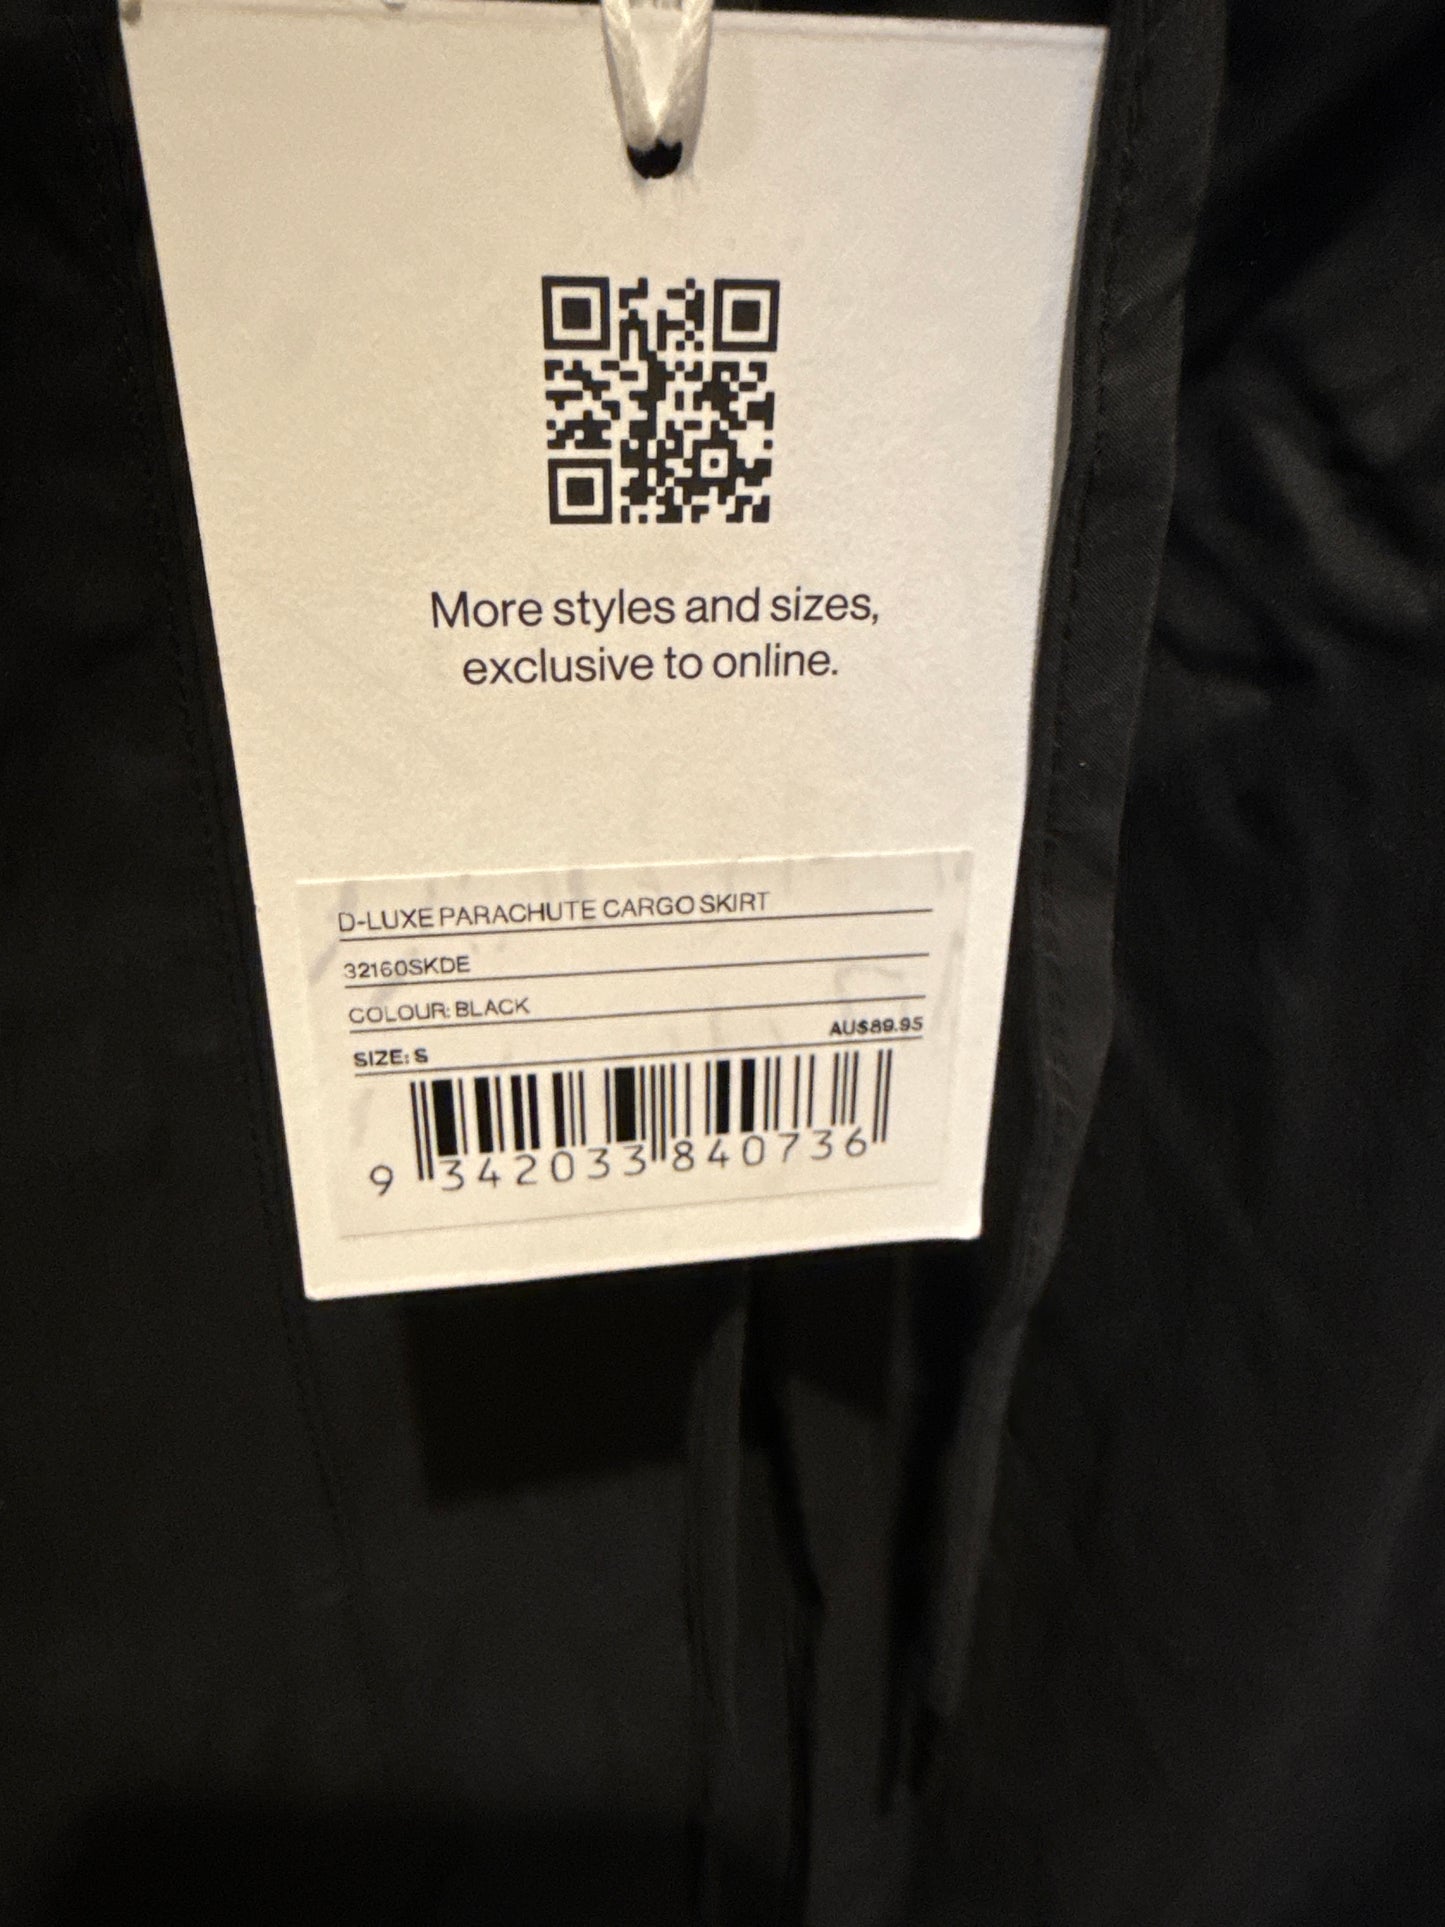 More styles and sizes,
exclusive to online.
D-LUXE PARACHUTE CARGO SKIRT
32160SKDE
COLOUR: BLACK
AU$89.95
SIZE: S
9 342033 840736